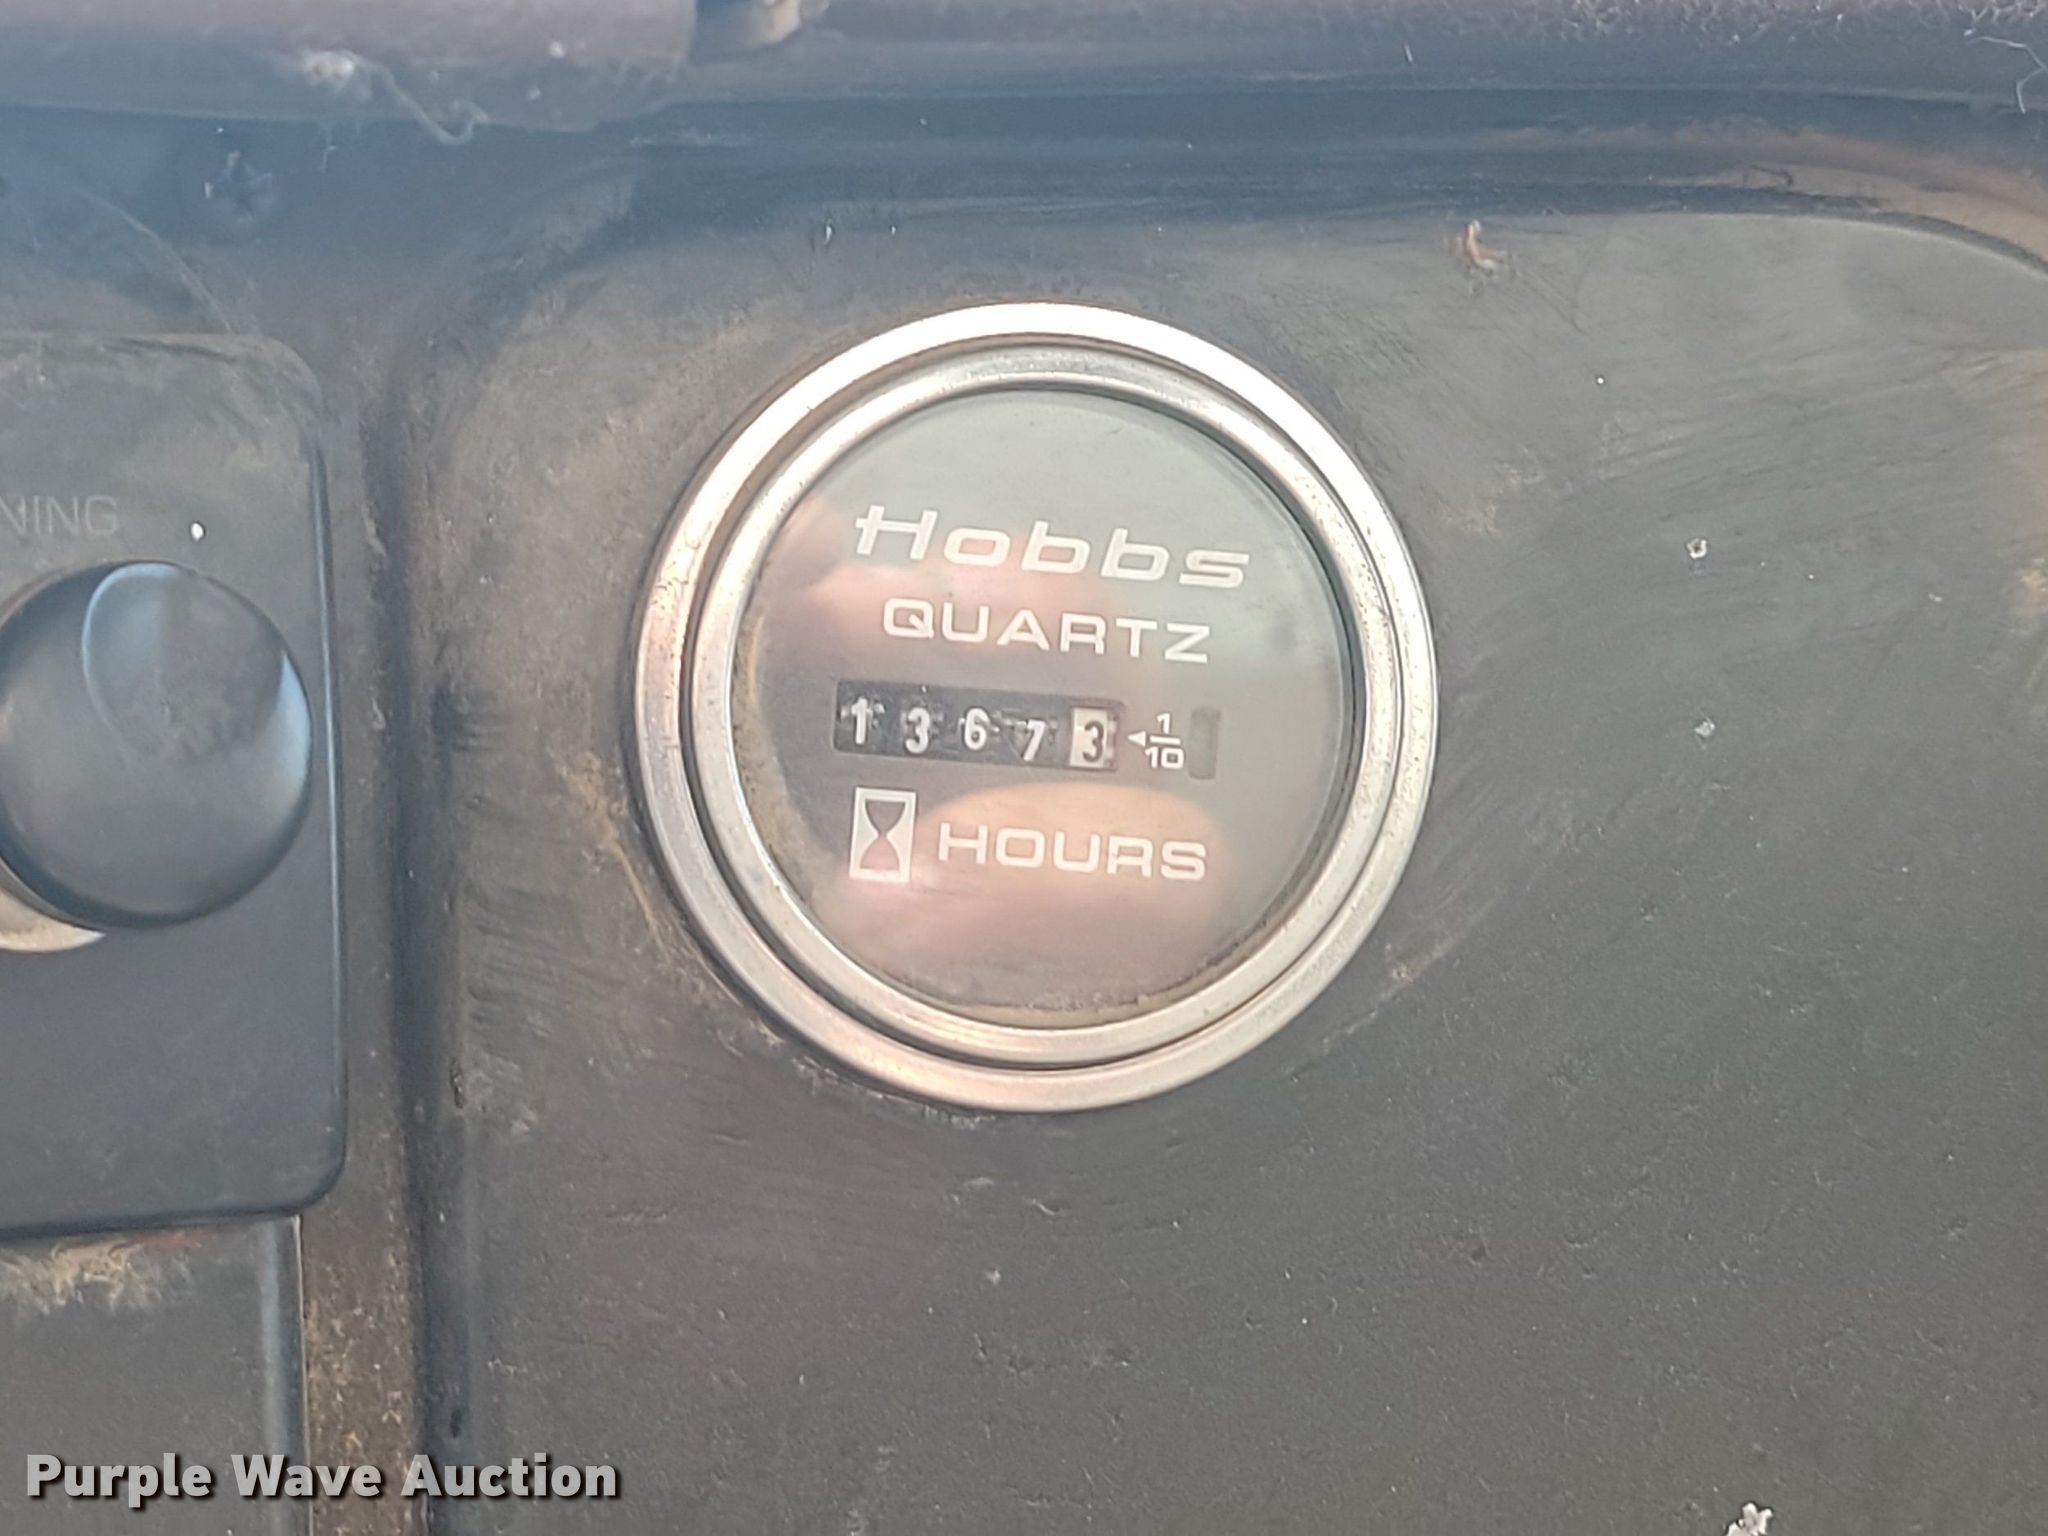 NING
Hobbs
QUARTZ
13673 ◂1/10
HOURS
Purple Wave Auction